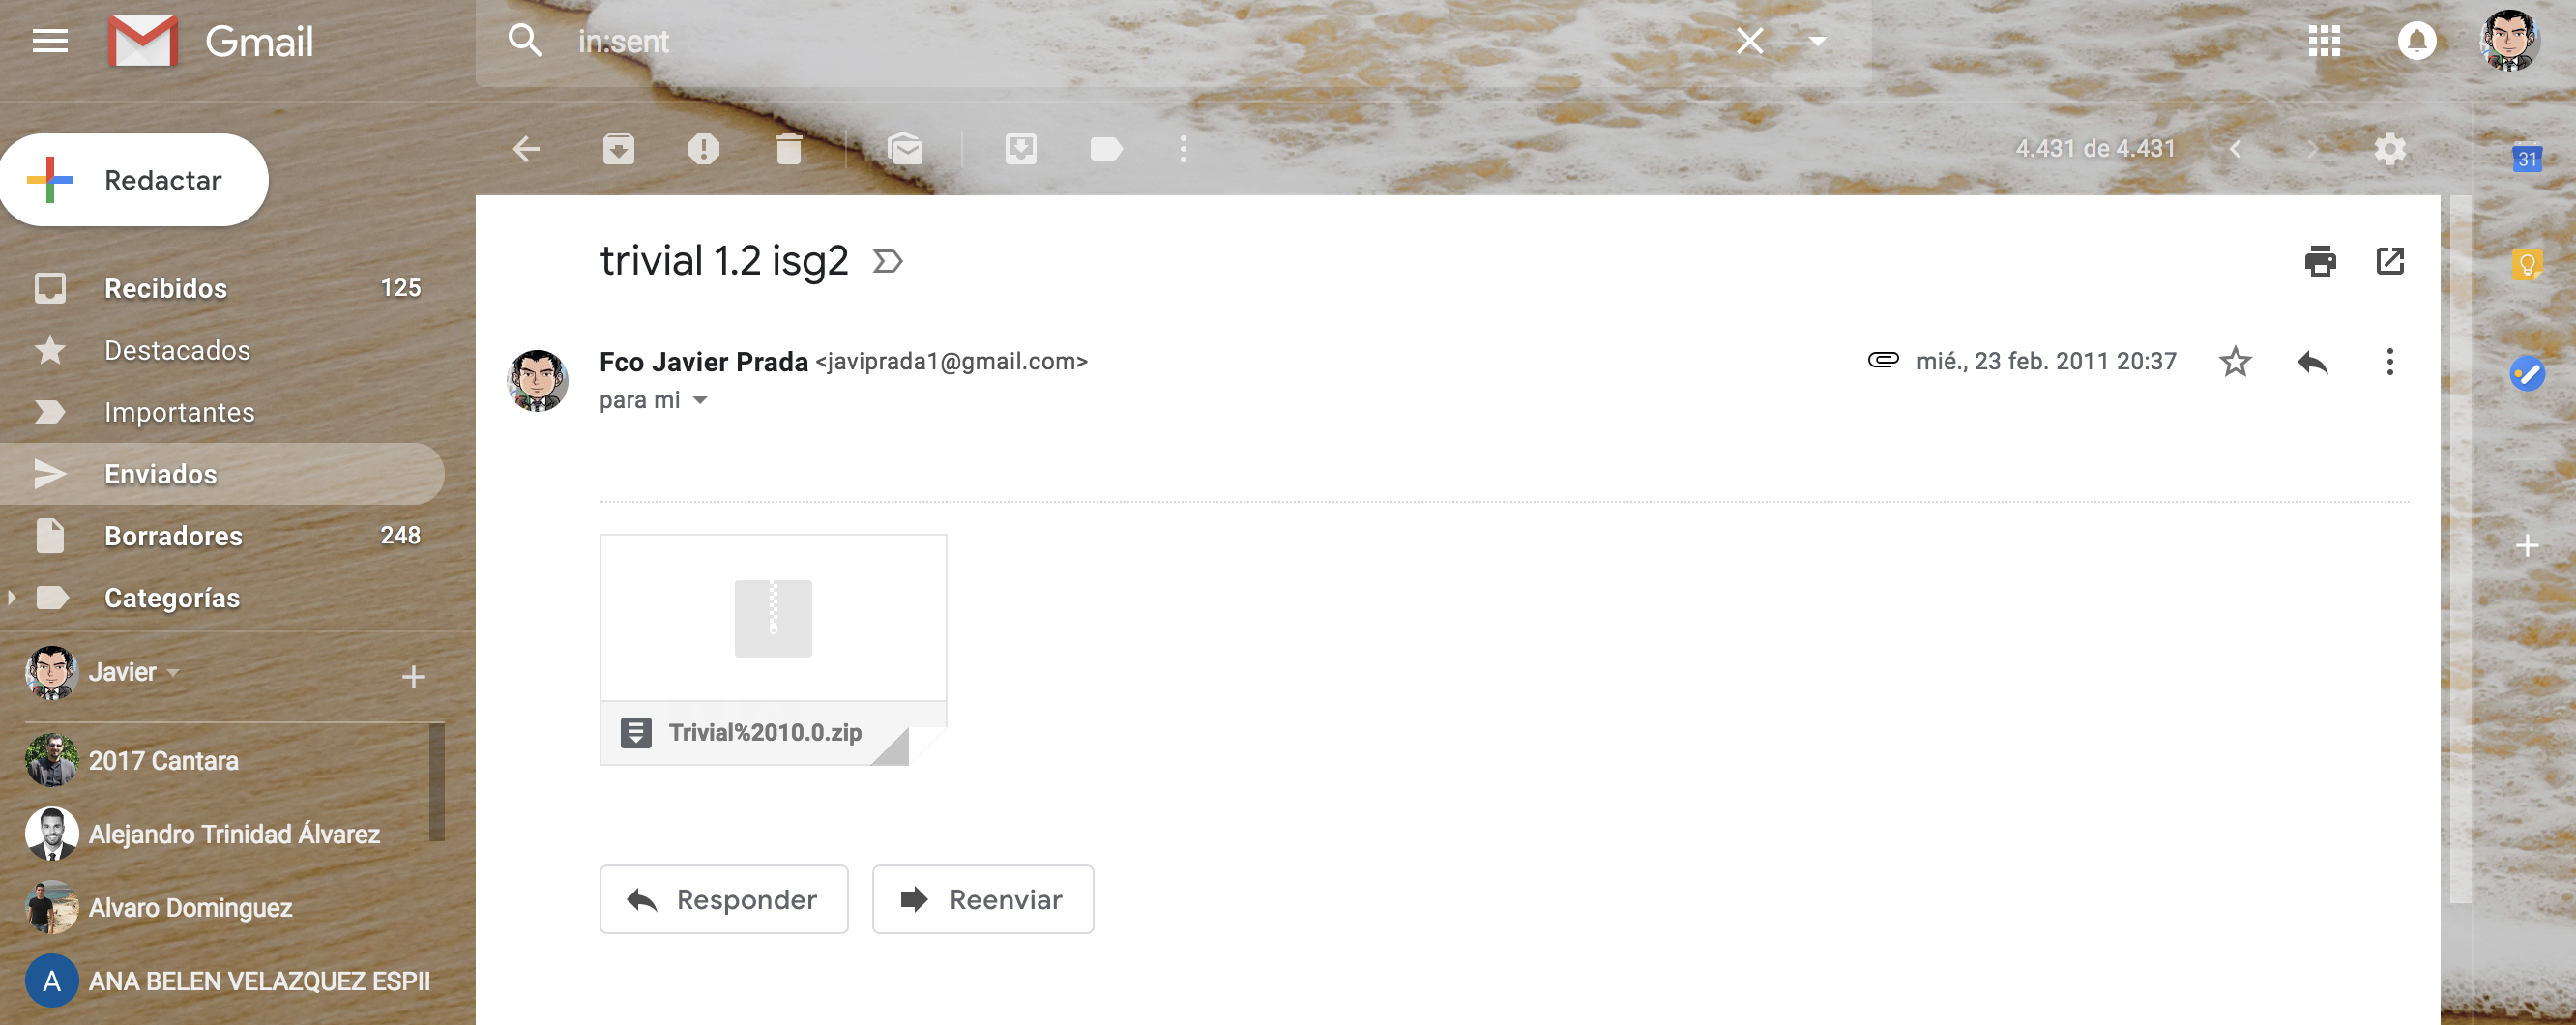 Gmail
in:sent
Redactar
4.431 de 4.431
31
Recibidos 125
Destacados
Importantes
Enviados
Borradores 248
Categorías
Javier
2017 Cantara
Alejandro Trinidad Álvarez
Alvaro Dominguez
A ANA BELEN VELAZQUEZ ESPII
trivial 1.2 isg2
Fco Javier Prada <javiprada1@gmail.com>
mié., 23 feb. 2011 20:37
para mi
Trivial%2010.0.zip
Responder
Reenviar